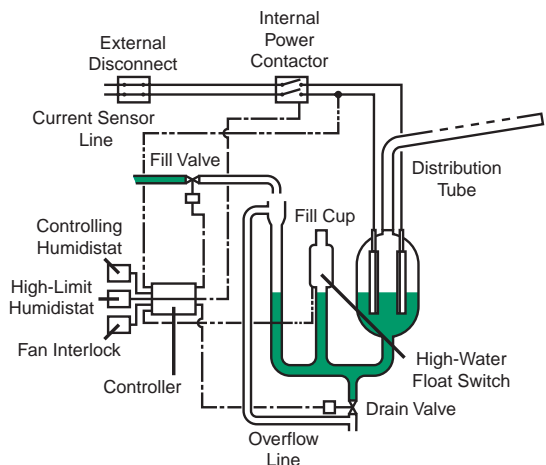 Internal
Power
Contactor
External
Disconnect
Current Sensor
Line
Fill Valve
Distribution
Tube
Fill Cup
Controlling
Humidistat
High-Limit
Humidistat
Fan Interlock
Controller
High-Water
Float Switch
Drain Valve
Overflow
Line